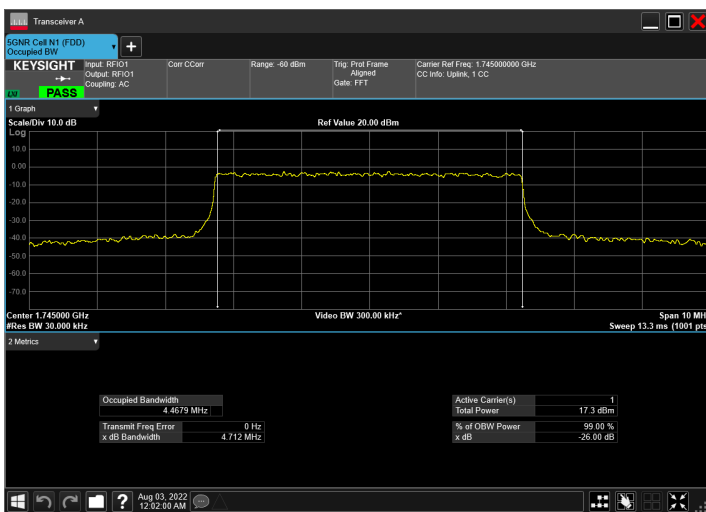 Transceiver A
5GNR Cell N1 (FDD)
Occupied BW
KEYSIGHT
LXI
PASS
Input: RFIO1
Output: RFIO1
Coupling: AC
Corr CCorr
Range: -60 dBm
Trig: Prot Frame
Aligned
Gate: FFT
Carrier Ref Freq: 1.745000000 GHz
CC Info: Uplink, 1 CC
1 Graph
Scale/Div 10.0 dB
Ref Value 20.00 dBm
Log
10.0
0.00
-10.0
-20.0
-30.0
-40.0
-50.0
-60.0
-70.0
Center 1.745000 GHz
Video BW 300.00 kHz*
Span 10 MH
#Res BW 30.000 kHz
Sweep 13.3 ms (1001 pts
2 Metrics
Occupied Bandwidth
4.4679 MHz
Transmit Freq Error 0 Hz
x dB Bandwidth 4.712 MHz
Active Carrier(s) 1
Total Power 17.3 dBm
% of OBW Power 99.00 %
x dB -26.00 dB
?
Aug 03, 2022
12:02:00 AM